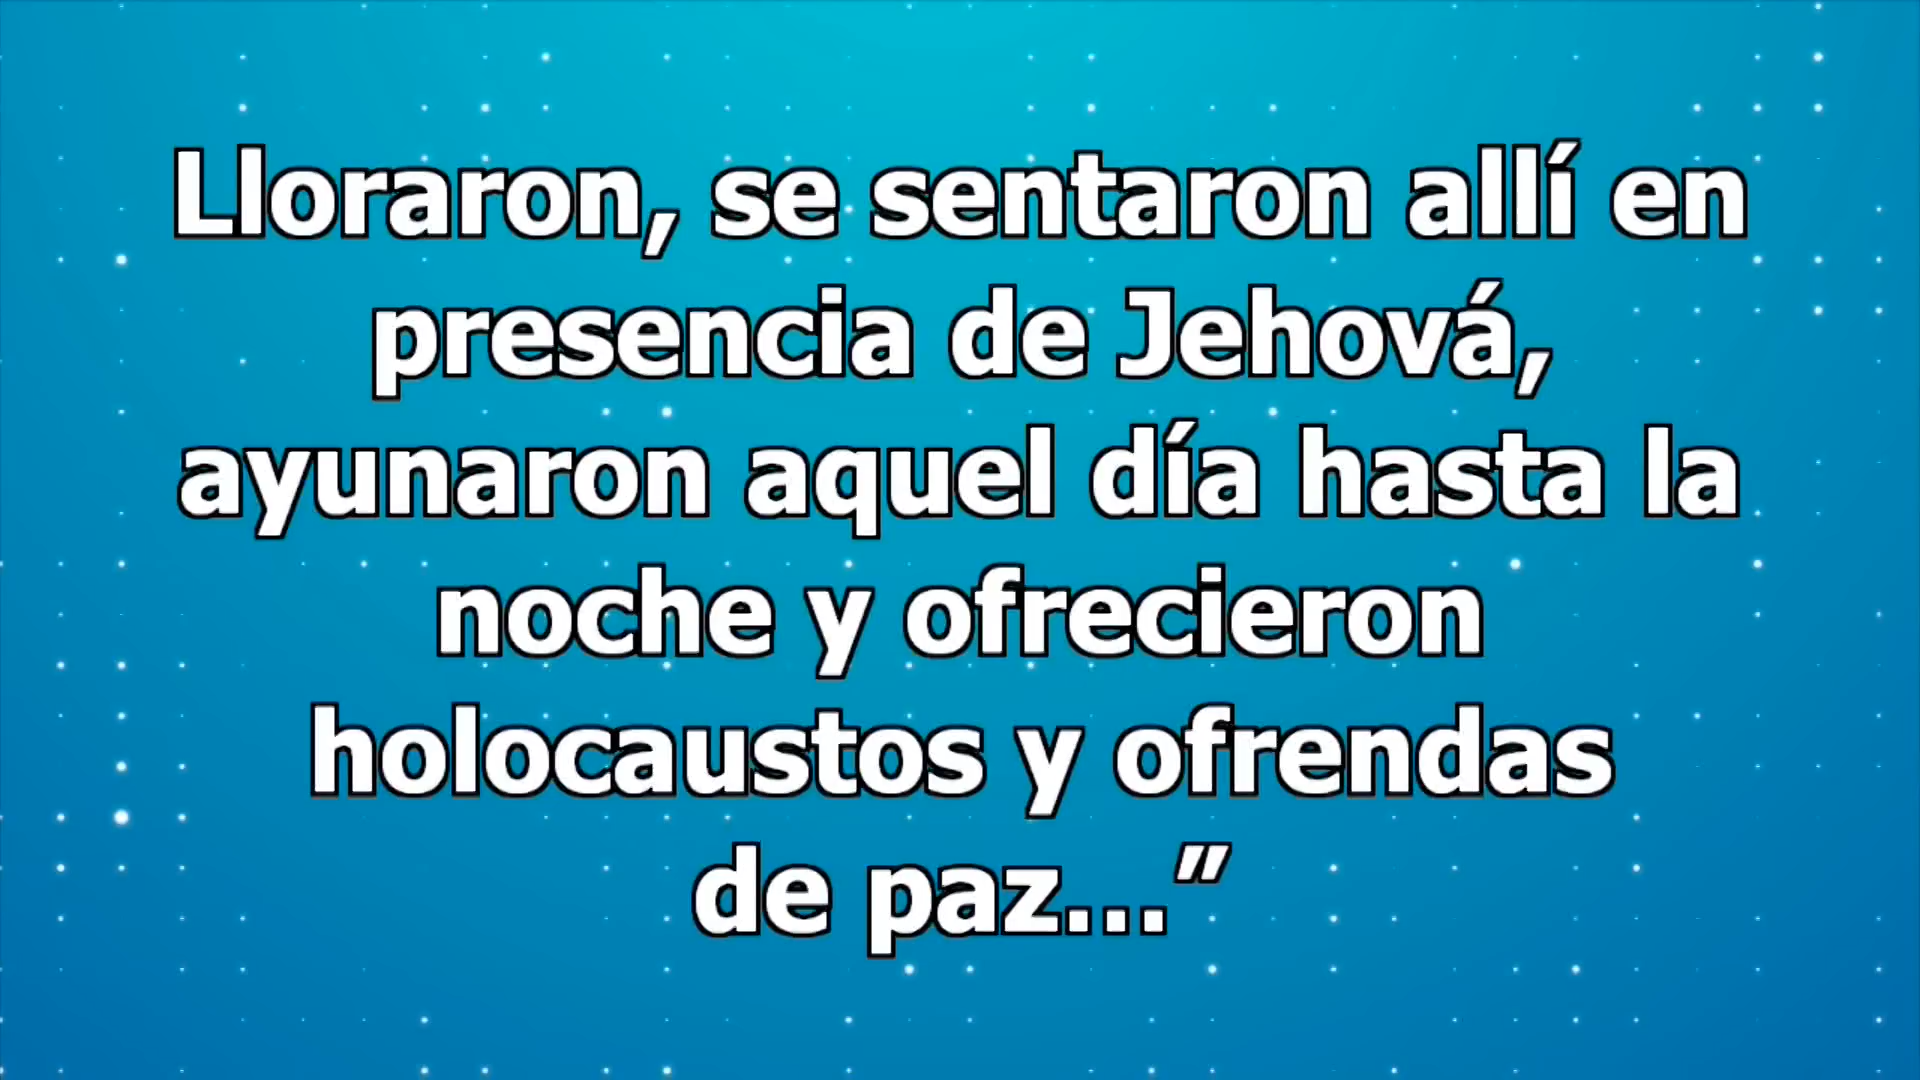 Lloraron, se sentaron allí en
presencia de Jehová,
ayunaron aquel día hasta la
noche y ofrecieron
holocaustos y ofrendas
de paz...”